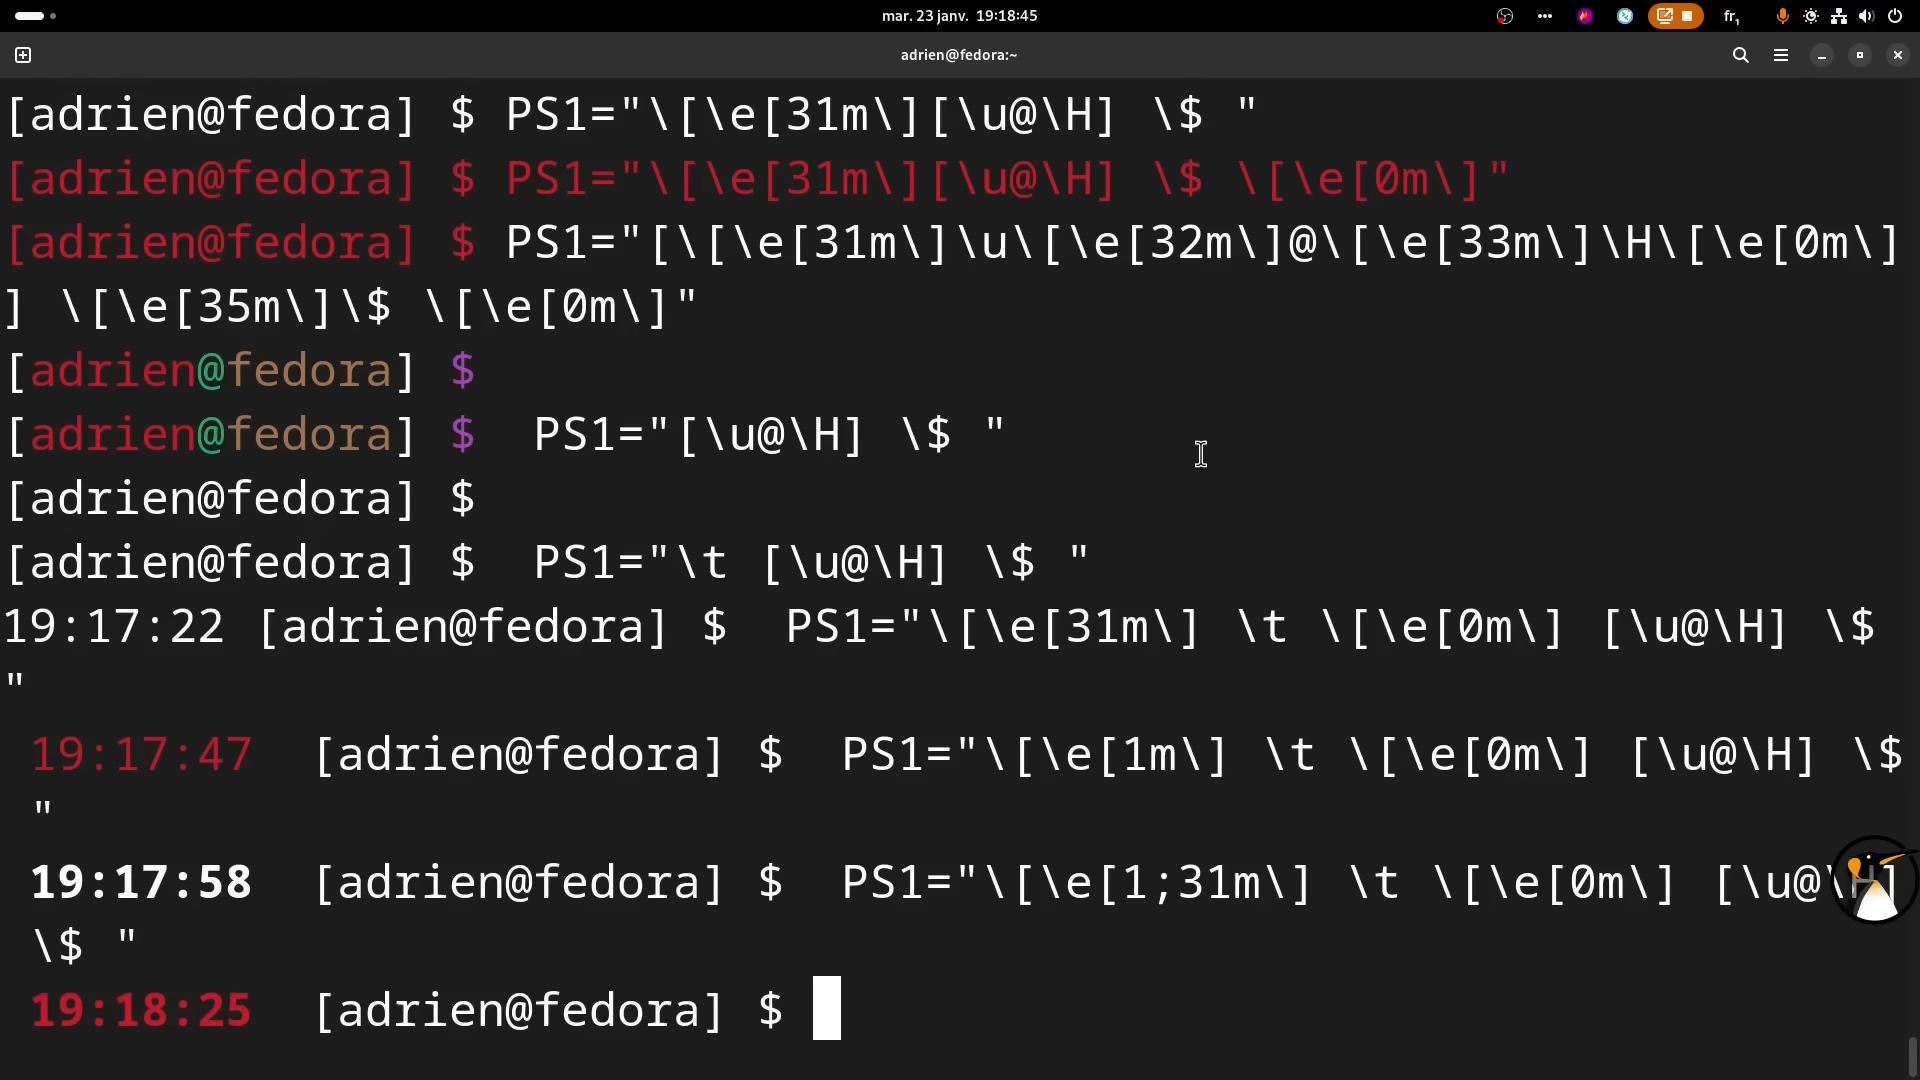 mar. 23 janv. 19:18:45
fr₁
adrien@fedora:~
[adrien@fedora] $ PS1="\[\e[31m\][\u@\H] \$ "
[adrien@fedora] $ PS1="\[\e[31m\][\u@\H] \$ \[\e[0m\]"
[adrien@fedora] $ PS1="[\[\e[31m\]\u\[\e[32m\]@\[\e[33m\]\H\[\e[0m\]
] \[\e[35m\]\$ \[\e[0m\]"
[adrien@fedora] $
[adrien@fedora] $  PS1="[\u@\H] \$ "
[adrien@fedora] $
[adrien@fedora] $  PS1="\t [\u@\H] \$ "
19:17:22 [adrien@fedora] $  PS1="\[\e[31m\] \t \[\e[0m\] [\u@\H] \$
"
19:17:47  [adrien@fedora] $  PS1="\[\e[1m\] \t \[\e[0m\] [\u@\H] \$
"
19:17:58  [adrien@fedora] $  PS1="\[\e[1;31m\] \t \[\e[0m\] [\u@\H]
\$ "
19:18:25  [adrien@fedora] $